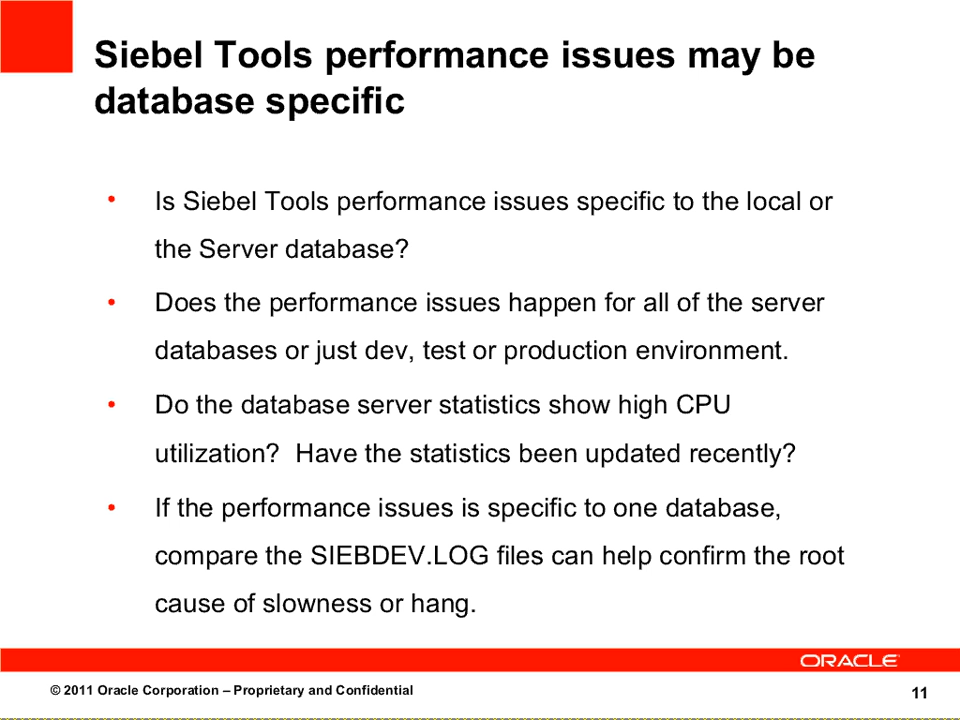 Siebel Tools performance issues may be
database specific
• Is Siebel Tools performance issues specific to the local or
the Server database?
• Does the performance issues happen for all of the server
databases or just dev, test or production environment.
• Do the database server statistics show high CPU
utilization?  Have the statistics been updated recently?
• If the performance issues is specific to one database,
compare the SIEBDEV.LOG files can help confirm the root
cause of slowness or hang.
ORACLE
© 2011 Oracle Corporation – Proprietary and Confidential
11